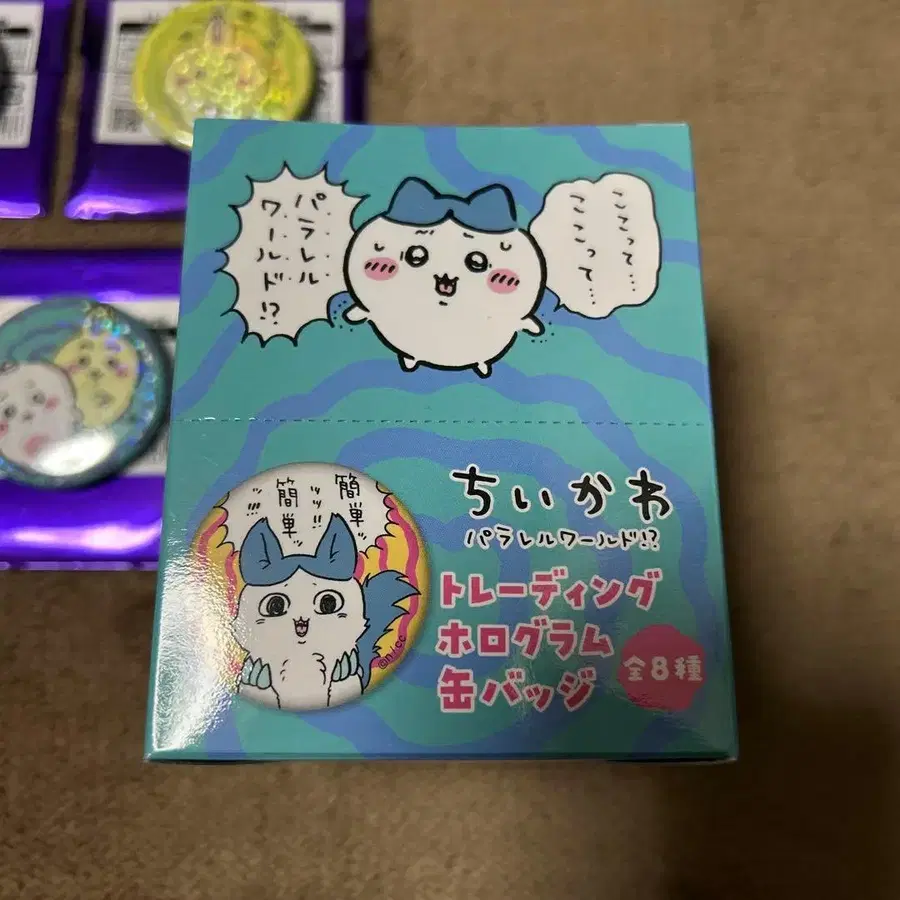 ここって…
ここって…
パラレル
ワールド!?
簡単
ッッ!!
簡単
ッッ!!
ちいかわ
パラレルワールド!?
トレーディング
ホログラム
缶バッジ
全8種